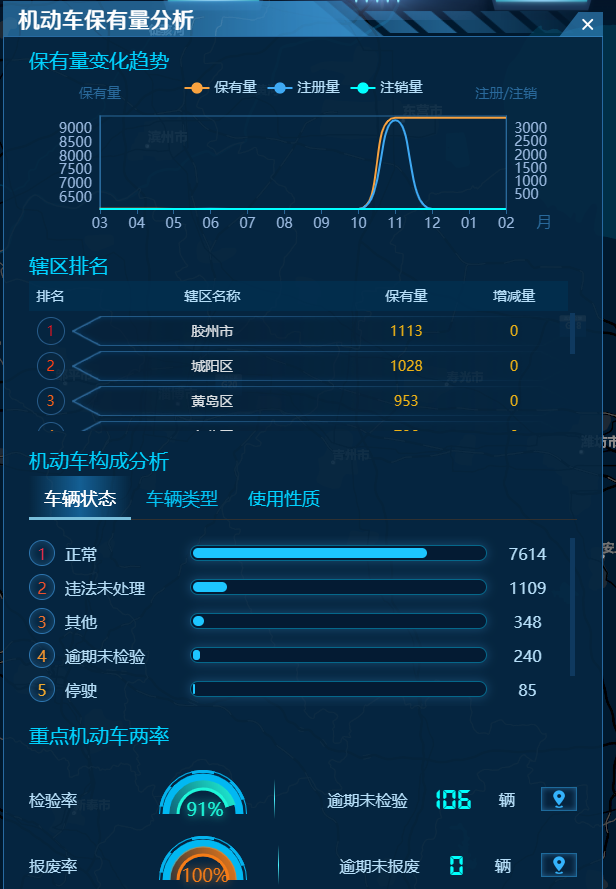 机动车保有量分析
保有量变化趋势
保有量 注册量 注销量
保有量 注册/注销
9000 3000
8500 2500
8000 2000
7500 1500
7000 1000
6500 500
03 04 05 06 07 08 09 10 11 12 01 02 月
辖区排名
排名 辖区名称 保有量 增减量
1 胶州市 1113 0
2 城阳区 1028 0
3 黄岛区 953 0
机动车构成分析
车辆状态 车辆类型 使用性质
1 正常 7614
2 违法未处理 1109
3 其他 348
4 逾期未检验 240
5 停驶 85
重点机动车两率
检验率 91% 逾期未检验 106 辆
报废率 100% 逾期未报废 0 辆